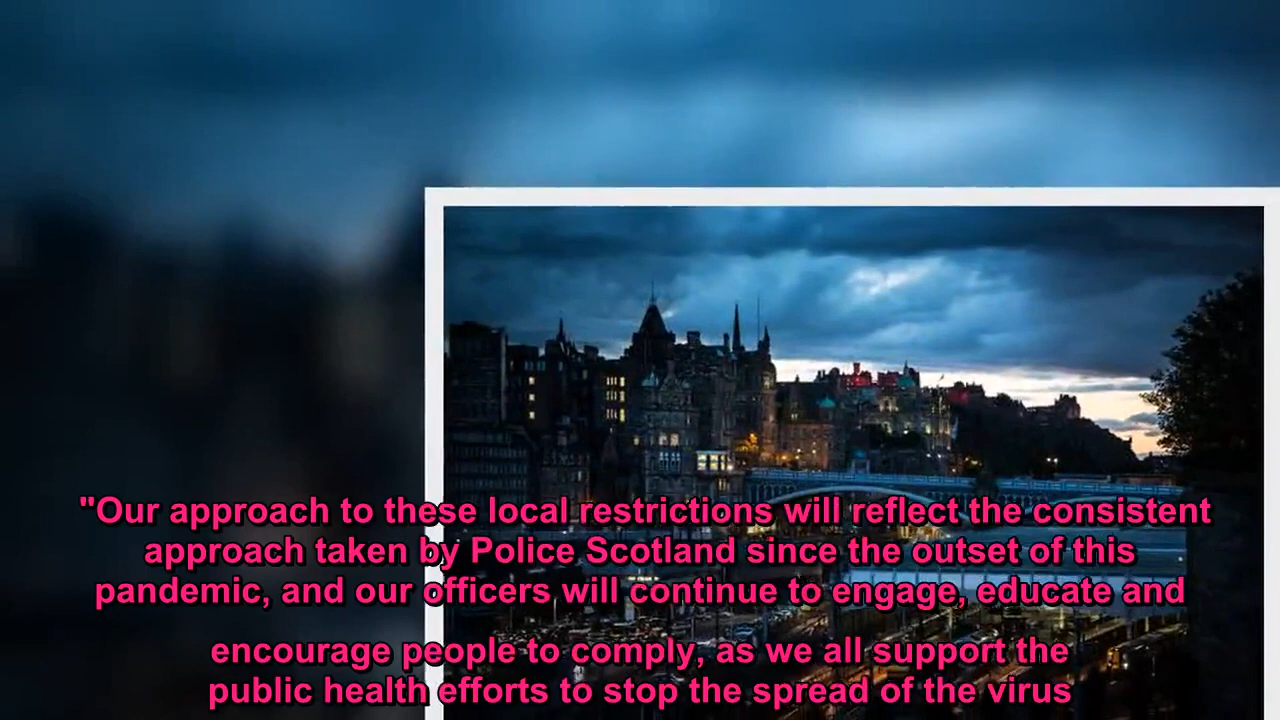 "Our approach to these local restrictions will reflect the consistent
approach taken by Police Scotland since the outset of this
pandemic, and our officers will continue to engage, educate and
encourage people to comply, as we all support the
public health efforts to stop the spread of the virus